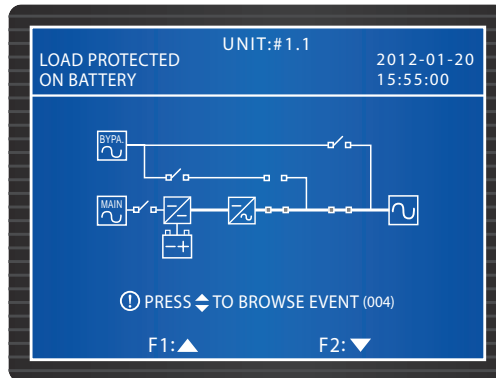 UNIT:#1.1
LOAD PROTECTED
ON BATTERY
2012-01-20
15:55:00
BYPA.
MAIN
! PRESS TO BROWSE EVENT (004)
F1: F2: